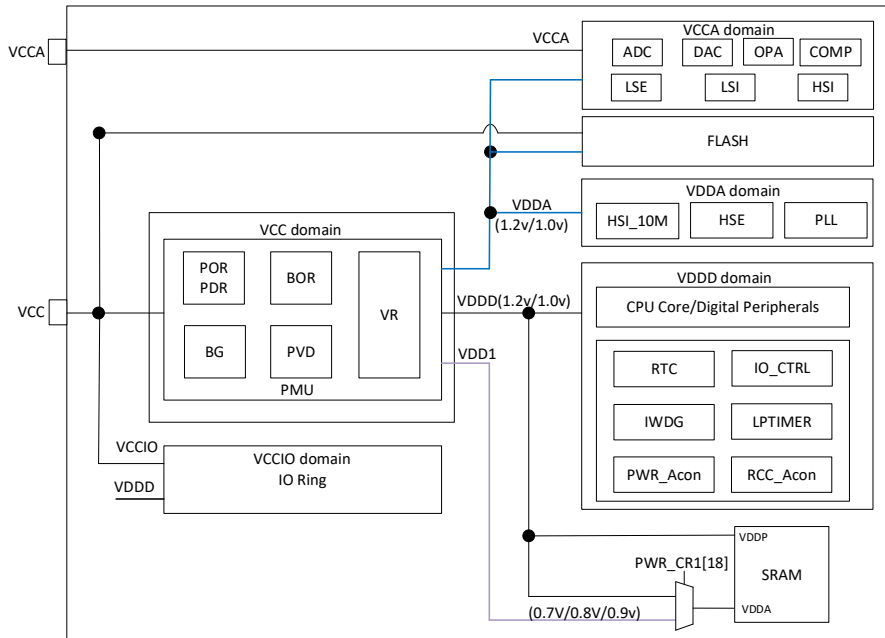 VCCA
VCCA
VCCA domain
ADC
DAC
OPA
COMP
LSE
LSI
HSI
FLASH
VDDA domain
VDDA
(1.2v/1.0v)
HSI_10M
HSE
PLL
VCC domain
POR
PDR
BOR
VR
BG
PVD
PMU
VCC
VDDD(1.2v/1.0v)
VDD1
VDDD domain
CPU Core/Digital Peripherals
RTC
IO_CTRL
IWDG
LPTIMER
PWR_Acon
RCC_Acon
VCCIO
VCCIO domain
IO Ring
VDDD
PWR_CR1[18]
(0.7V/0.8V/0.9v)
VDDP
SRAM
VDDA